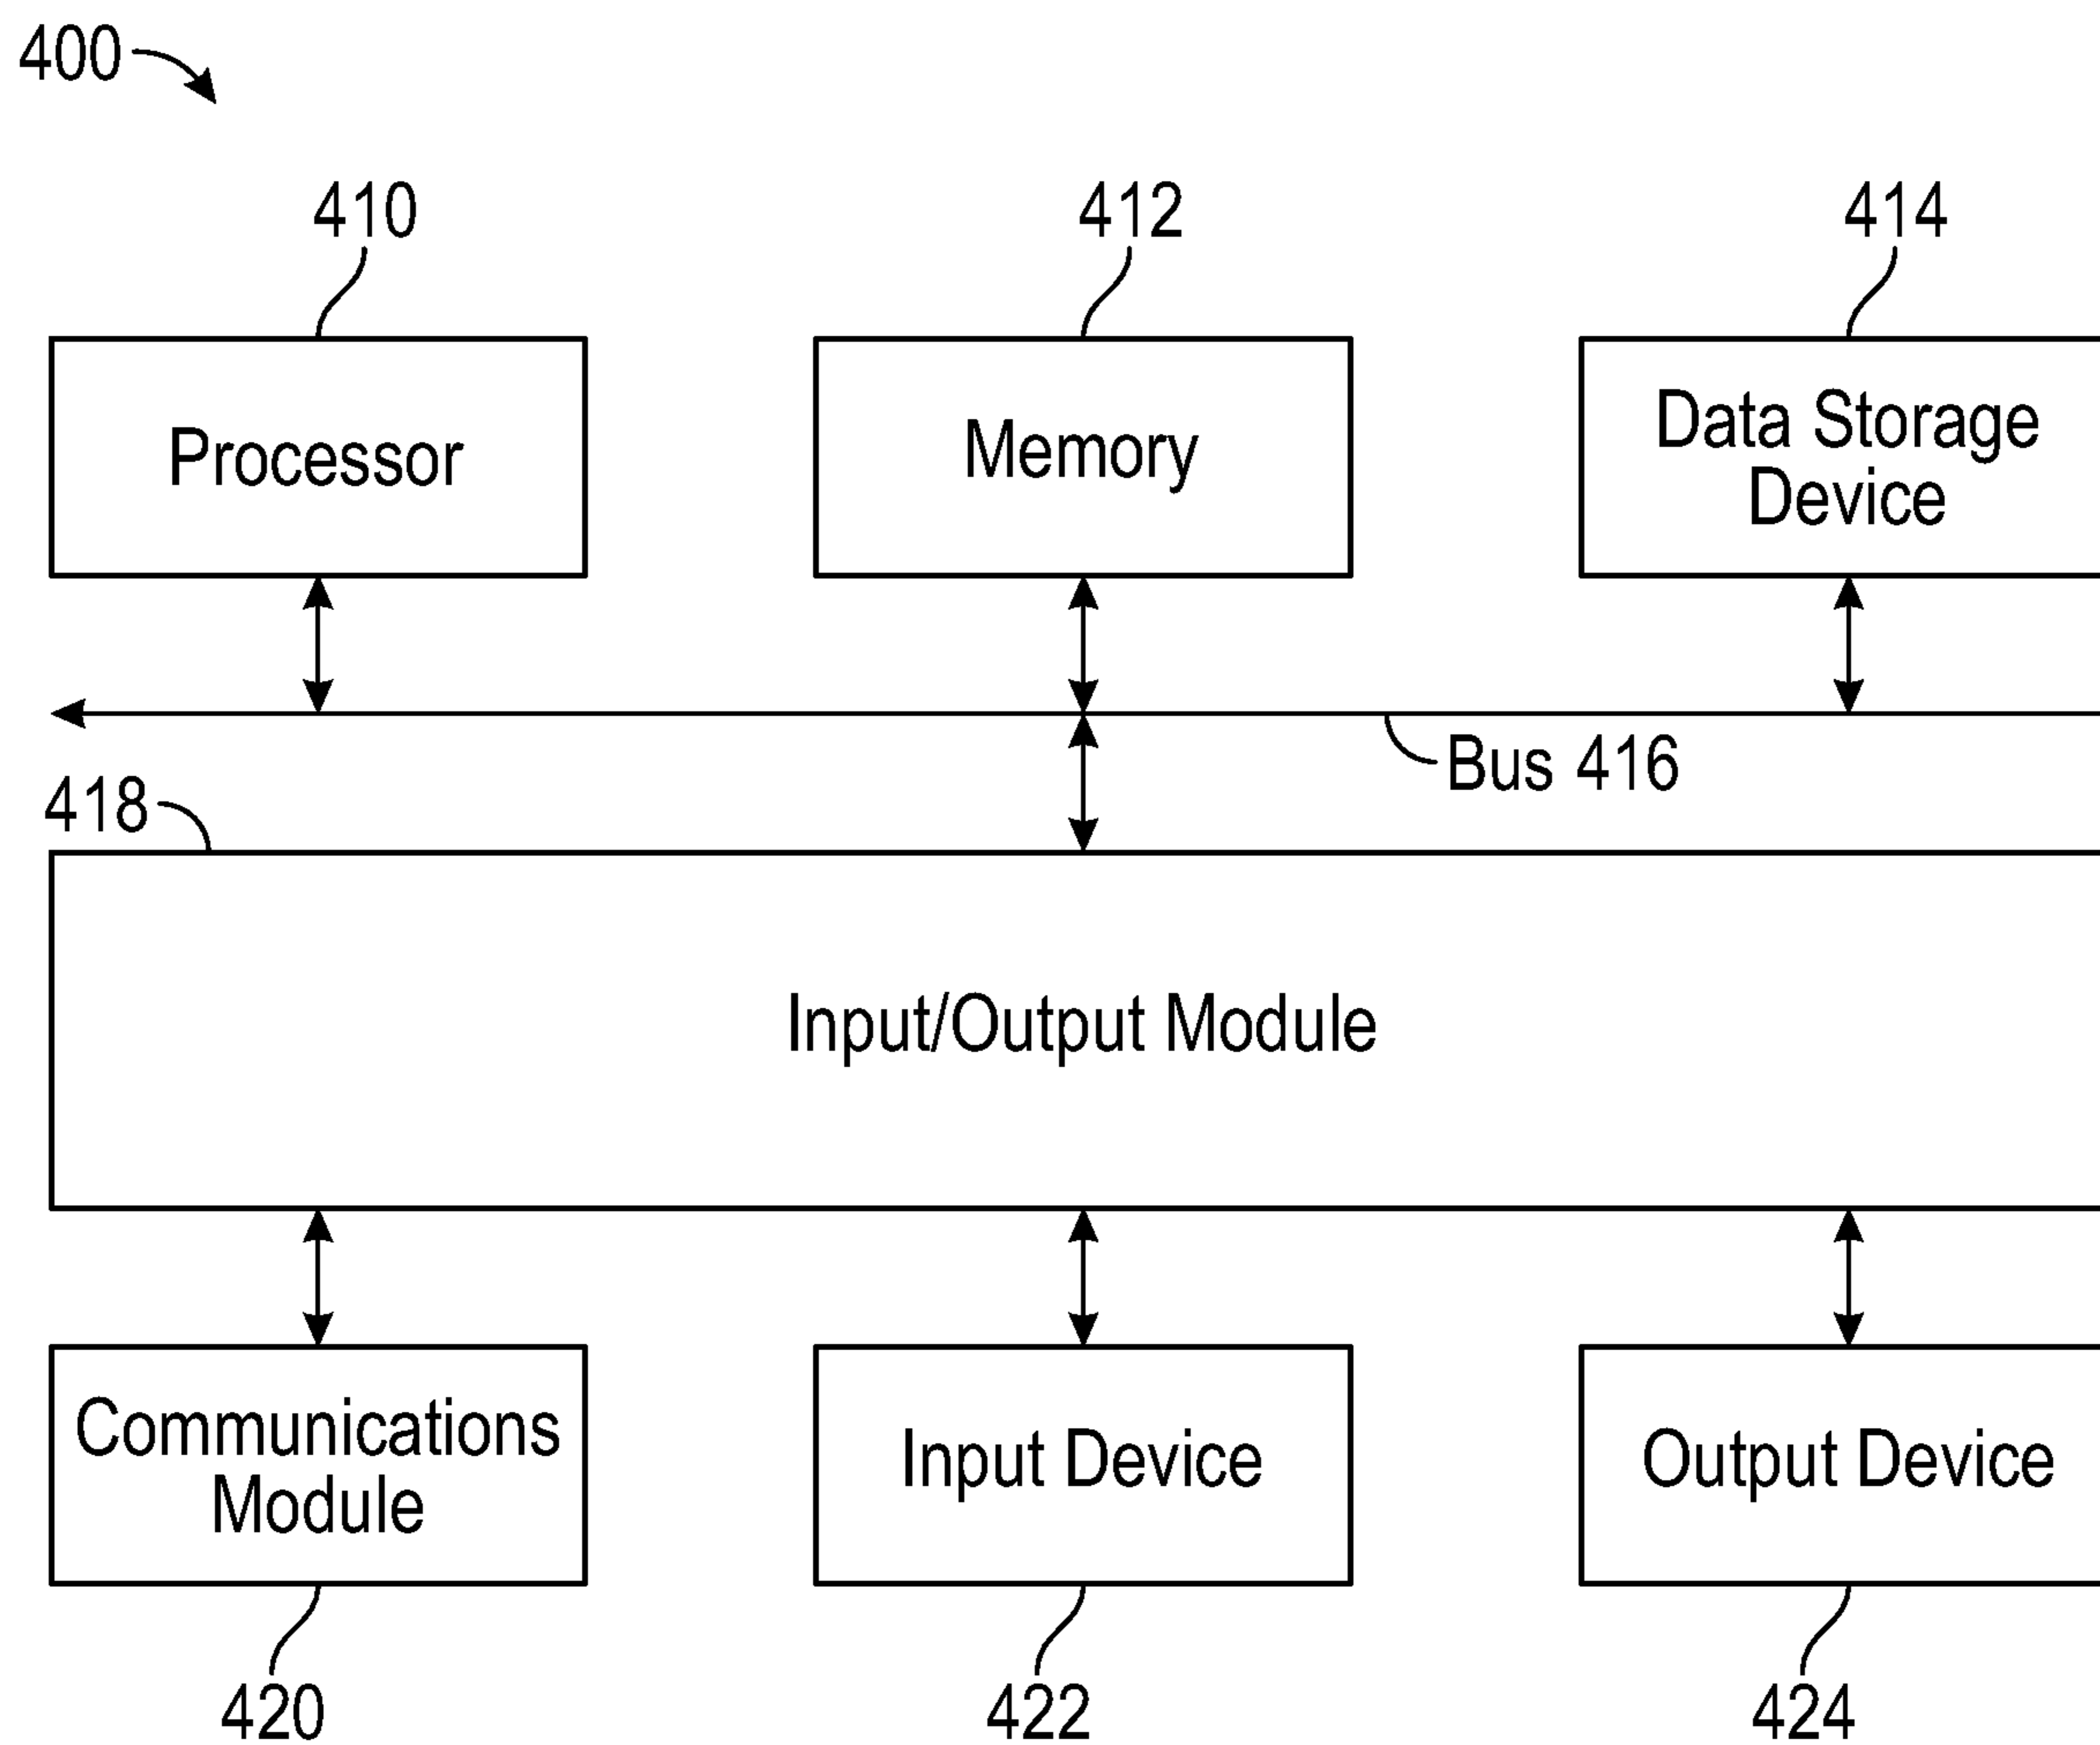 400
410
412
414
Processor
Memory
Data Storage
Device
Bus 416
418
Input/Output Module
Communications
Module
Input Device
Output Device
420
422
424